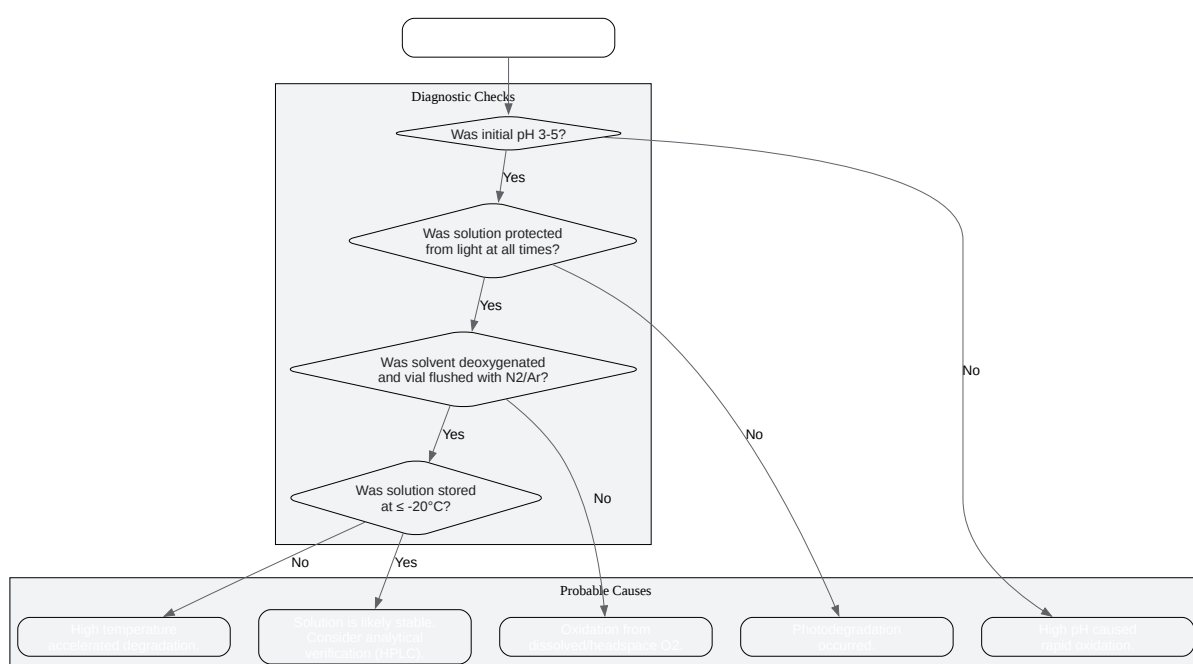 Diagnostic Checks
Was initial pH 3-5?
Yes
Was solution protected
from light at all times?
Yes
Was solvent deoxygenated
and vial flushed with N2/Ar?
No
Yes
No
Was solution stored
at ≤ -20°C?
No
No
Yes
Probable Causes
High temperature
accelerated degradation.
Solution is likely stable.
Consider analytical
verification (HPLC).
Oxidation from
dissolved/headspace O2.
Photodegradation
occurred.
High pH caused
rapid oxidation.